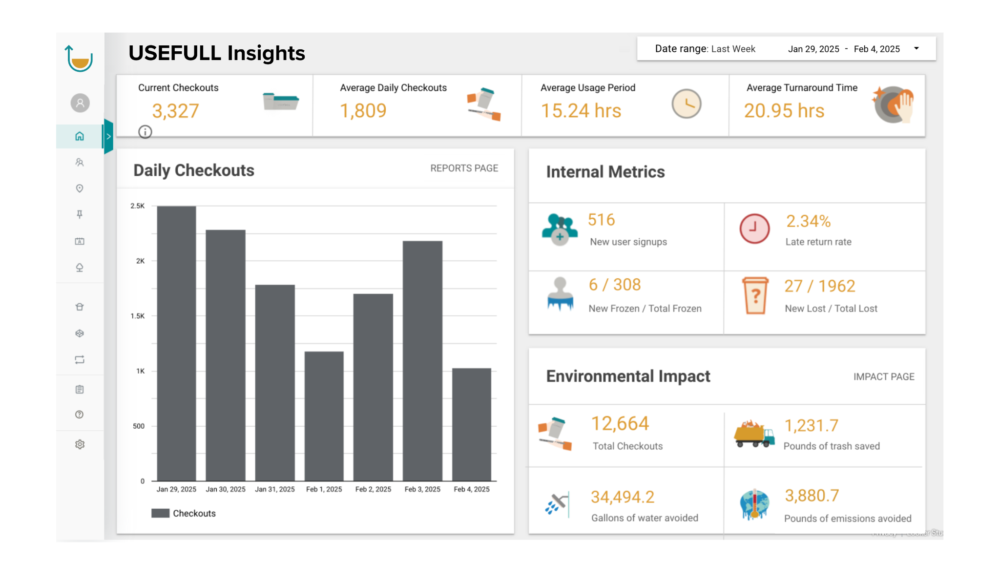 USEFULL Insights
Date range: Last Week Jan 29, 2025 - Feb 4, 2025
Current Checkouts
3,327
Average Daily Checkouts
1,809
Average Usage Period
15.24 hrs
Average Turnaround Time
20.95 hrs
Daily Checkouts
REPORTS PAGE
2.5K
2K
1.5K
1K
500
0
Jan 29, 2025 Jan 30, 2025 Jan 31, 2025 Feb 1, 2025 Feb 2, 2025 Feb 3, 2025 Feb 4, 2025
Checkouts
Internal Metrics
516
New user signups
2.34%
Late return rate
6 / 308
New Frozen / Total Frozen
?
27 / 1962
New Lost / Total Lost
Environmental Impact
IMPACT PAGE
12,664
Total Checkouts
1,231.7
Pounds of trash saved
34,494.2
Gallons of water avoided
3,880.7
Pounds of emissions avoided